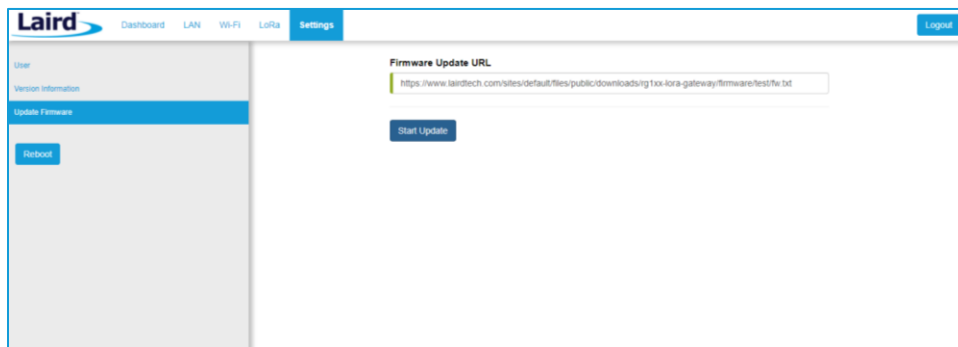 Laird
Dashboard LAN Wi-Fi LoRa Settings Logout
User
Version Information
Update Firmware
Reboot
Firmware Update URL
https://www.lairdtech.com/sites/default/files/public/downloads/rg1xx-lora-gateway/firmware/test/fw.txt
Start Update